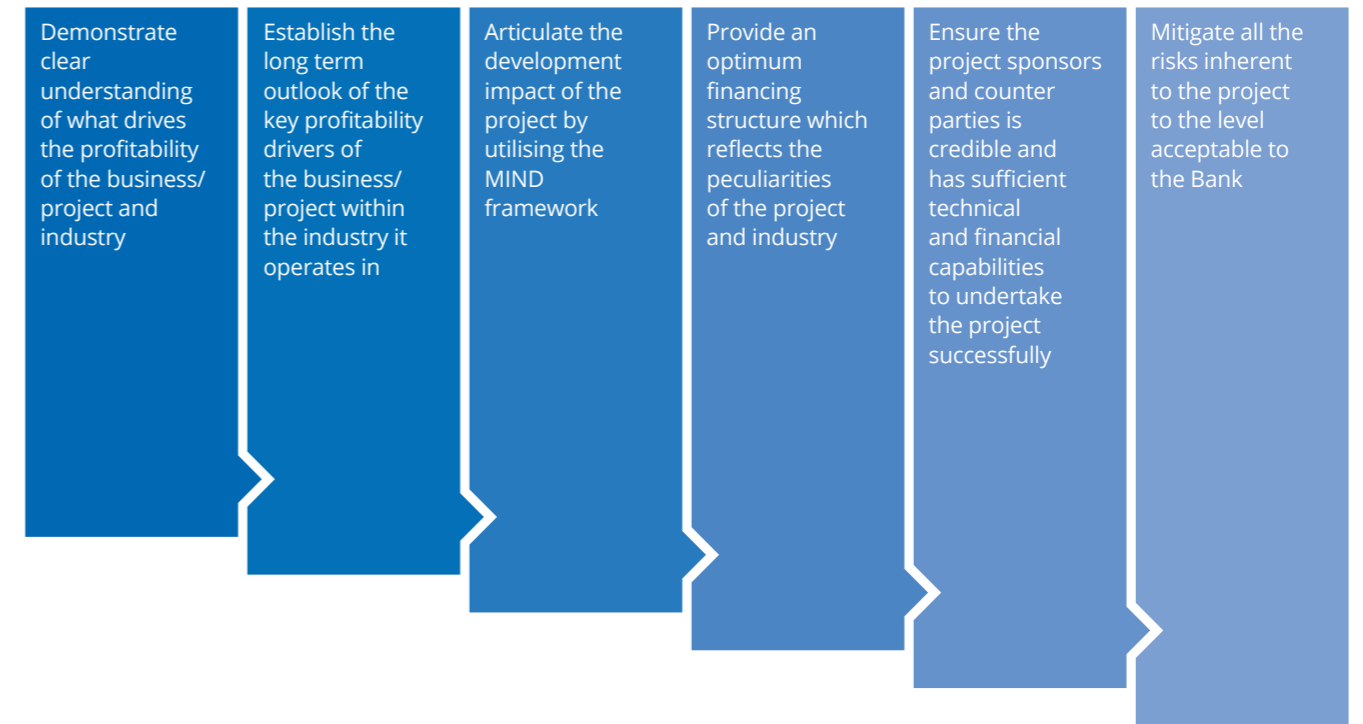 Demonstrate
clear
understanding
of what drives
the profitability
of the business/
project and
industry
Establish the
long term
outlook of the
key profitability
drivers of
the business/
project within
the industry it
operates in
Articulate the
development
impact of the
project by
utilising the
MIND
framework
Provide an
optimum
financing
structure which
reflects the
peculiarities
of the project
and industry
Ensure the
project sponsors
and counter
parties is
credible and
has sufficient
technical
and financial
capabilities
to undertake
the project
successfully
Mitigate all the
risks inherent
to the project
to the level
acceptable to
the Bank